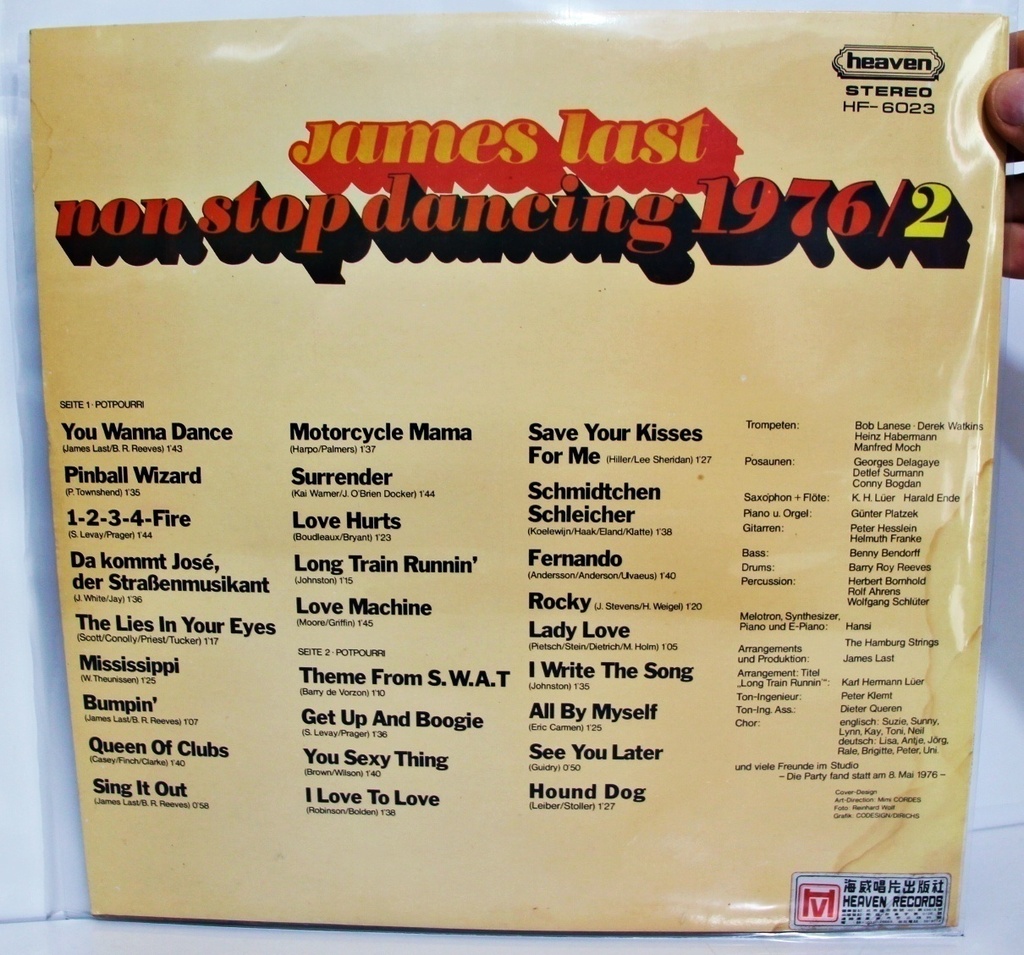 heaven
STEREO
HF-6023
james last
non stop dancing 1976/2
SEITE 1 · POTPOURRI
You Wanna Dance
(James Last/B. R. Reeves) 1'43
Pinball Wizard
(P. Townshend) 1'35
1-2-3-4-Fire
(S. Levay/Prager) 1'44
Da kommt José,
der Straßenmusikant
(J. White/Jay) 1'36
The Lies In Your Eyes
(Scott/Conolly/Priest/Tucker) 1'17
Mississippi
(W. Theunissen) 1'25
Bumpin'
(James Last/B. R. Reeves) 1'07
Queen Of Clubs
(Casey/Finch/Clarke) 1'40
Sing It Out
(James Last/B. R. Reeves) 0'58
Motorcycle Mama
(Harpo/Palmers) 1'37
Surrender
(Kai Warner/J. O'Brien Docker) 1'44
Love Hurts
(Boudleaux/Bryant) 1'23
Long Train Runnin'
(Johnston) 1'15
Love Machine
(Moore/Griffin) 1'45
SEITE 2 · POTPOURRI
Theme From S.W.A.T
(Barry de Vorzon) 1'10
Get Up And Boogie
(S. Levay/Prager) 1'36
You Sexy Thing
(Brown/Wilson) 1'40
I Love To Love
(Robinson/Bolden) 1'38
Save Your Kisses
For Me (Hiller/Lee Sheridan) 1'27
Schmidtchen
Schleicher
(Koelewijn/Haak/Eland/Klatte) 1'38
Fernando
(Andersson/Anderson/Ulvaeus) 1'40
Rocky (J. Stevens/H. Weigel) 1'20
Lady Love
(Pietsch/Stein/Dietrich/M. Holm) 1'05
I Write The Song
(Johnston) 1'35
All By Myself
(Eric Carmen) 1'25
See You Later
(Guidry) 0'50
Hound Dog
(Leiber/Stoller) 1'27
Trompeten: Bob Lanese · Derek Watkins
Heinz Habermann
Manfred Moch
Posaunen: Georges Delagaye
Detlef Surmann
Conny Bogdan
Saxophon + Flöte: K. H. Lüer Harald Ende
Piano u. Orgel: Günter Platzek
Gitarren: Peter Hesslein
Helmuth Franke
Bass: Benny Bendorff
Drums: Barry Roy Reeves
Percussion: Herbert Bornhold
Rolf Ahrens
Wolfgang Schlüter
Melotron, Synthesizer,
Piano und E-Piano: Hansi
The Hamburg Strings
Arrangements
und Produktion: James Last
Arrangement: Titel
„Long Train Runnin'": Karl Hermann Lüer
Ton-Ingenieur: Peter Klemt
Ton-Ing. Ass.: Dieter Queren
Chor: englisch: Suzie, Sunny,
Lynn, Kay, Toni, Neil
deutsch: Lisa, Antje, Jörg,
Rale, Brigitte, Peter, Uni.
und viele Freunde im Studio
– Die Party fand statt am 8. Mai 1976 –
Cover-Design
Art-Direction: Mimi CORDES
Foto: Reinhard Wolf
Grafik: CODESIGN/DIRICHS
海威唱片出版社
HEAVEN RECORDS